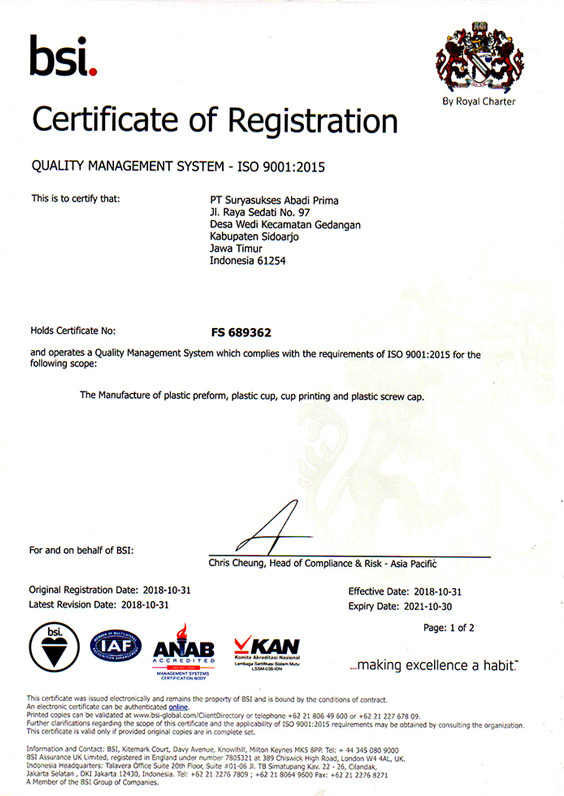 bsi.
By Royal Charter
Certificate of Registration
QUALITY MANAGEMENT SYSTEM - ISO 9001:2015
This is to certify that:
PT Suryasukses Abadi Prima
Jl. Raya Sedati No. 97
Desa Wedi Kecamatan Gedangan
Kabupaten Sidoarjo
Jawa Timur
Indonesia 61254
Holds Certificate No:
FS 689362
and operates a Quality Management System which complies with the requirements of ISO 9001:2015 for the
following scope:
The Manufacture of plastic preform, plastic cup, cup printing and plastic screw cap.
For and on behalf of BSI:
Chris Cheung, Head of Compliance & Risk - Asia Pacific
Original Registration Date: 2018-10-31
Effective Date: 2018-10-31
Latest Revision Date: 2018-10-31
Expiry Date: 2021-10-30
Page: 1 of 2
bsi.
IAF
ANAB
ACCREDITED
MANAGEMENT SYSTEMS
CERTIFICATION BODY
KAN
Komite Akreditasi Nasional
Lembaga Sertifikasi Sistem Mutu
LSSM-038-IDN
...making excellence a habit.™
This certificate was issued electronically and remains the property of BSI and is bound by the conditions of contract.
An electronic certificate can be authenticated online.
Printed copies can be validated at www.bsi-global.com/ClientDirectory or telephone +62 21 806 49 600 or +62 21 227 678 09.
Further clarifications regarding the scope of this certificate and the applicability of ISO 9001:2015 requirements may be obtained by consulting the organization.
This certificate is valid only if provided original copies are in complete set.
Information and Contact: BSI, Kitemark Court, Davy Avenue, Knowlhill, Milton Keynes MK5 8PP. Tel: + 44 345 080 9000
BSI Assurance UK Limited, registered in England under number 7805321 at 389 Chiswick High Road, London W4 4AL, UK.
Indonesia Headquarters: Talavera Office Suite 20th Floor, Suite #01-06 Jl. TB Simatupang Kav. 22 - 26, Cilandak,
Jakarta Selatan , DKI Jakarta 12430, Indonesia. Tel: +62 21 2276 7809 ; +62 21 8064 9600 Fax: +62 21 2276 8271
A Member of the BSI Group of Companies.